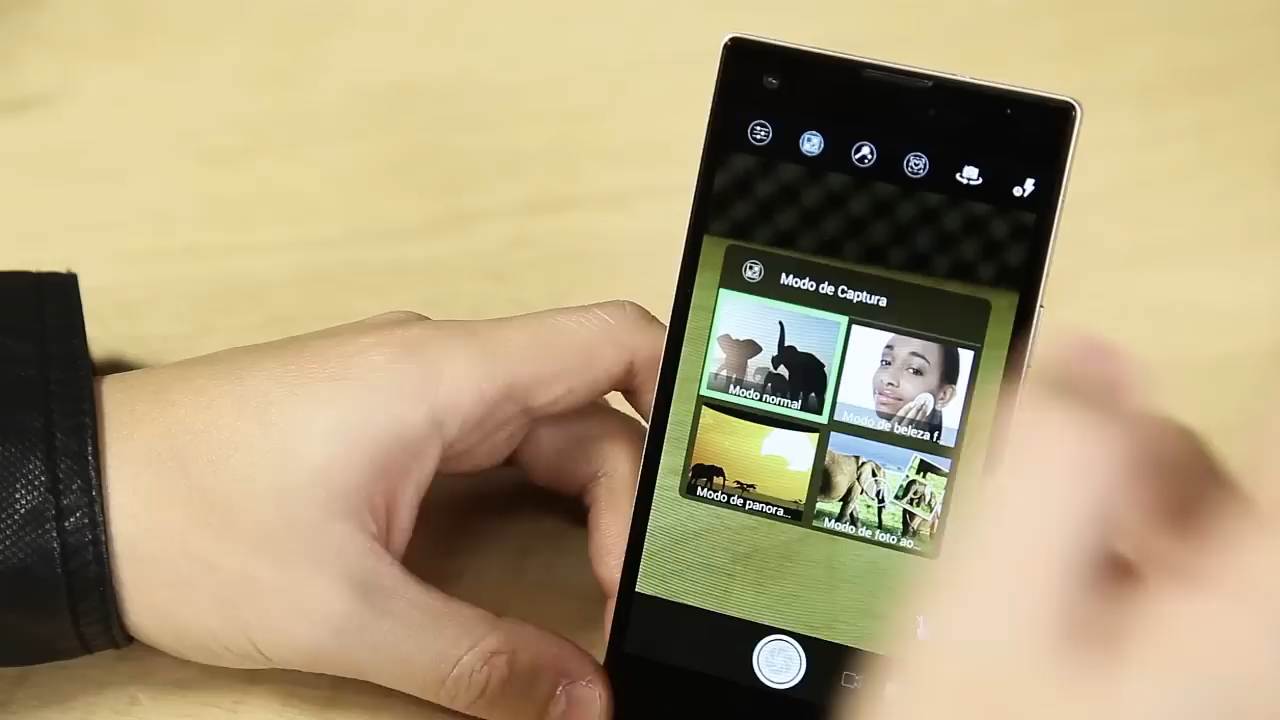 Modo de Captura
Modo normal
Modo de beleza f...
Modo de panora...
Modo de foto ao...